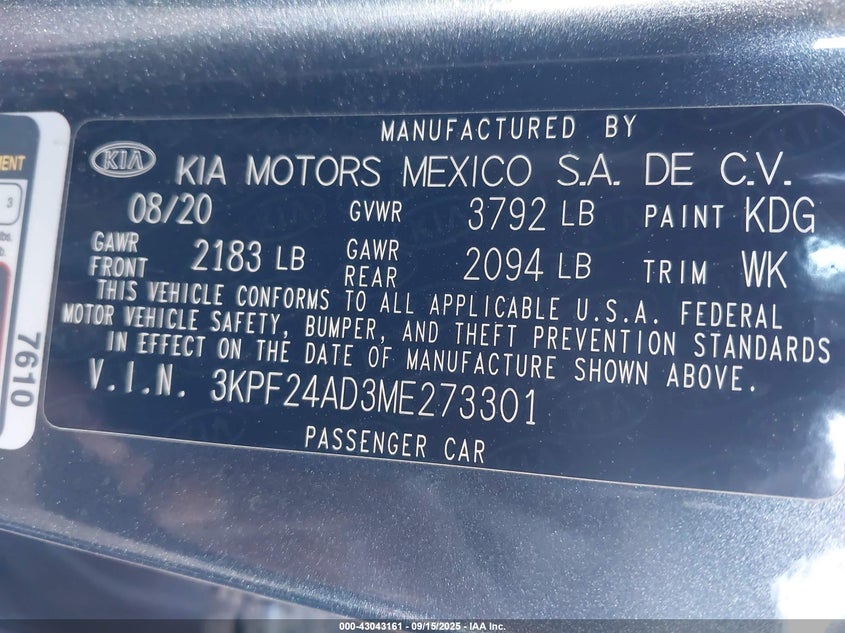 MANUFACTURED BY
KIA KIA MOTORS MEXICO S.A. DE C.V.
08/20 GVWR 3792 LB PAINT KDG
GAWR FRONT 2183 LB GAWR REAR 2094 LB TRIM WK
THIS VEHICLE CONFORMS TO ALL APPLICABLE U.S.A. FEDERAL
MOTOR VEHICLE SAFETY, BUMPER, AND THEFT PREVENTION STANDARDS
IN EFFECT ON THE DATE OF MANUFACTURE SHOWN ABOVE.
V.I.N. 3KPF24AD3ME273301
PASSENGER CAR
3
7610
000-43043161 - 09/15/2025 - IAA Inc.